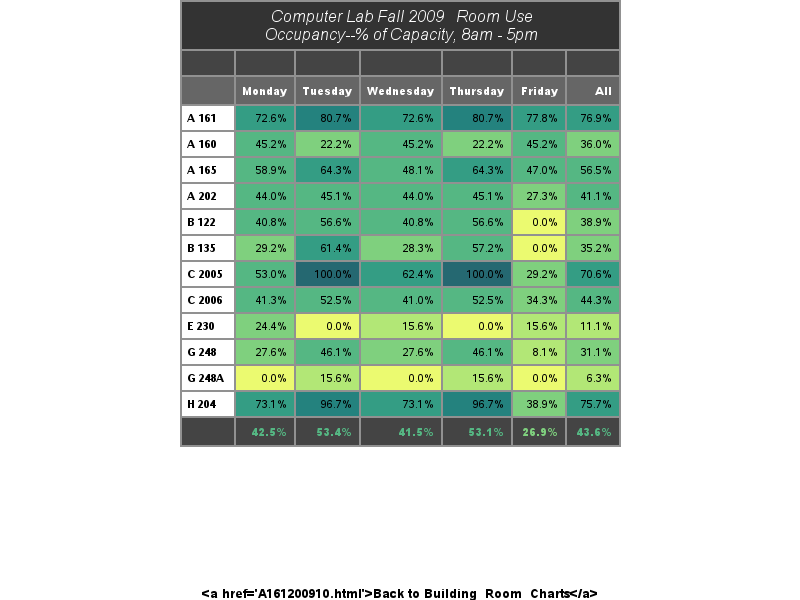 Computer Lab Fall 2009 Room Use
Occupancy--% of Capacity, 8am - 5pm
Monday Tuesday Wednesday Thursday Friday All
A 161 72.6% 80.7% 72.6% 80.7% 77.8% 76.9%
A 160 45.2% 22.2% 45.2% 22.2% 45.2% 36.0%
A 165 58.9% 64.3% 48.1% 64.3% 47.0% 56.5%
A 202 44.0% 45.1% 44.0% 45.1% 27.3% 41.1%
B 122 40.8% 56.6% 40.8% 56.6% 0.0% 38.9%
B 135 29.2% 61.4% 28.3% 57.2% 0.0% 35.2%
C 2005 53.0% 100.0% 62.4% 100.0% 29.2% 70.6%
C 2006 41.3% 52.5% 41.0% 52.5% 34.3% 44.3%
E 230 24.4% 0.0% 15.6% 0.0% 15.6% 11.1%
G 248 27.6% 46.1% 27.6% 46.1% 8.1% 31.1%
G 248A 0.0% 15.6% 0.0% 15.6% 0.0% 6.3%
H 204 73.1% 96.7% 73.1% 96.7% 38.9% 75.7%
42.5% 53.4% 41.5% 53.1% 26.9% 43.6%
<a href='A161200910.html'>Back to Building Room Charts</a>